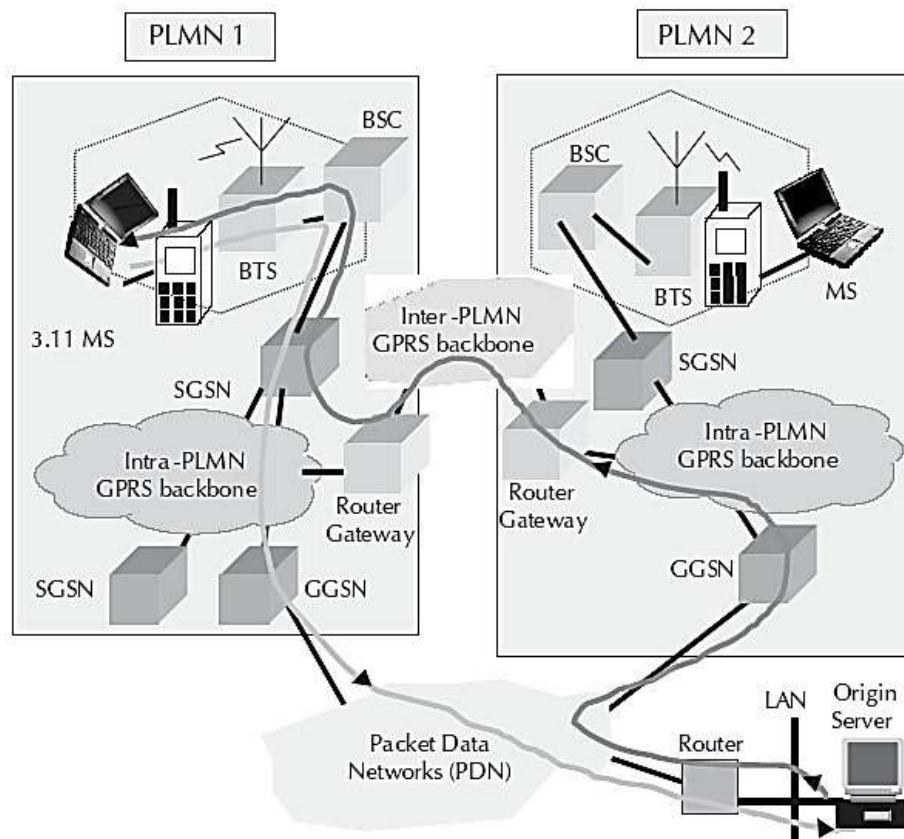 PLMN 1
PLMN 2
BSC
BTS
3.11 MS
SGSN
Intra -PLMN
GPRS backbone
Router
Gateway
SGSN
GGSN
Inter -PLMN
GPRS backbone
BSC
BTS
MS
SGSN
Intra -PLMN
GPRS backbone
Router
Gateway
GGSN
Packet Data
Networks (PDN)
Router
LAN
Origin
Server